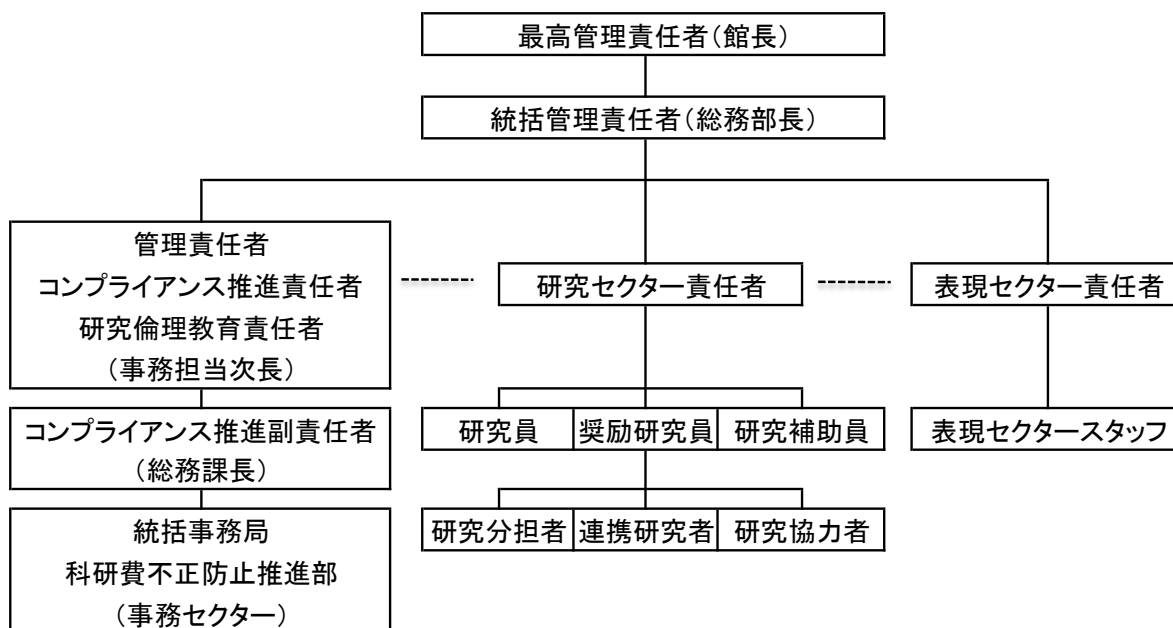 最高管理責任者(館長)
統括管理責任者(総務部長)
管理責任者
コンプライアンス推進責任者
研究倫理教育責任者
(事務担当次長)
研究セクター責任者
表現セクター責任者
コンプライアンス推進副責任者
(総務課長)
研究員
奨励研究員
研究補助員
表現セクタースタッフ
統括事務局
科研費不正防止推進部
(事務セクター)
研究分担者
連携研究者
研究協力者